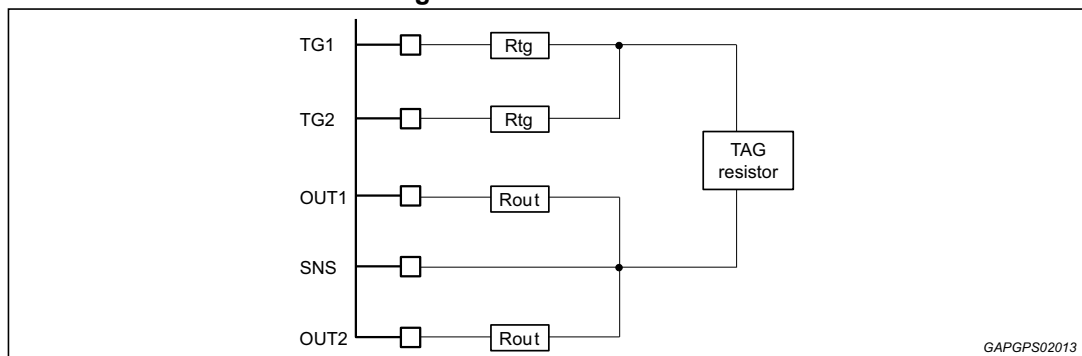 TG1
Rtg
TG2
Rtg
TAG
resistor
OUT1
Rout
SNS
OUT2
Rout
GAPGPS02013